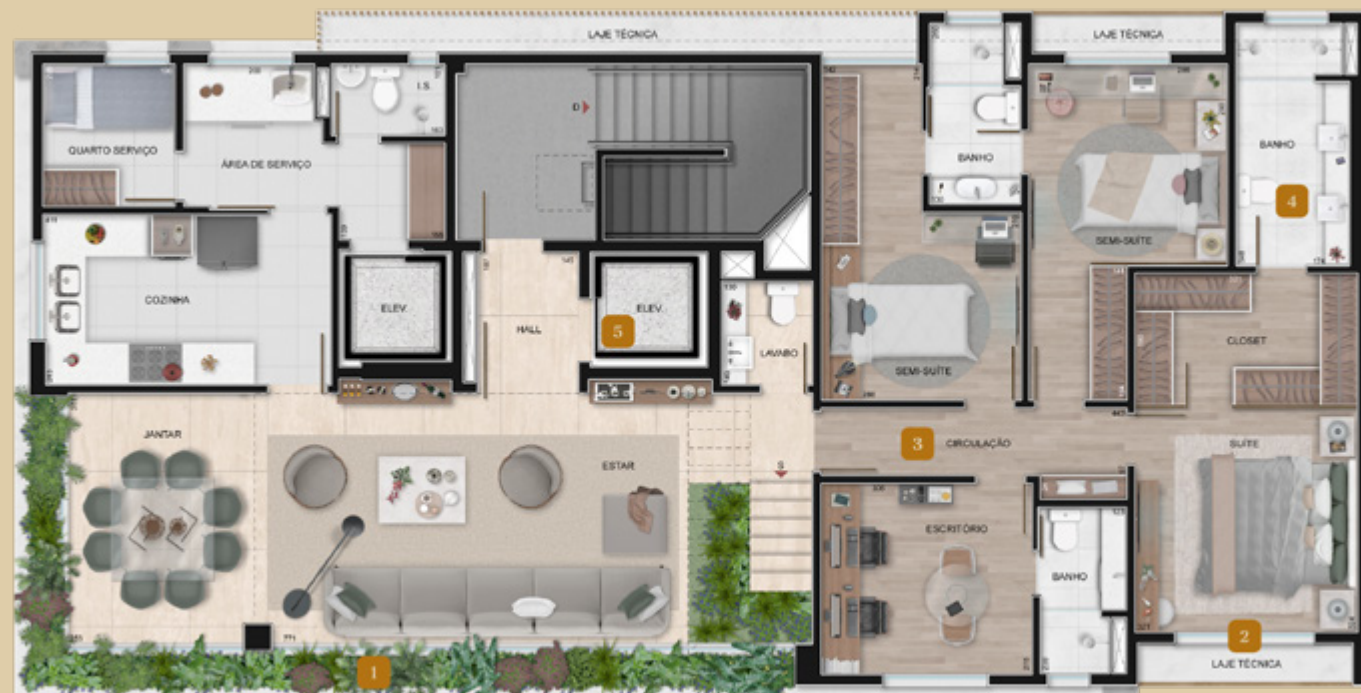 LAJE TÉCNICA
LAJE TÉCNICA
I.S.
D
QUARTO SERVIÇO
ÁREA DE SERVIÇO
BANHO
BANHO
4
SEMI-SUÍTE
COZINHA
ELEV.
HALL
5
ELEV.
LAVABO
SEMI-SUÍTE
CLOSET
JANTAR
ESTAR
S
3
CIRCULAÇÃO
SUÍTE
ESCRITÓRIO
BANHO
1
2
LAJE TÉCNICA